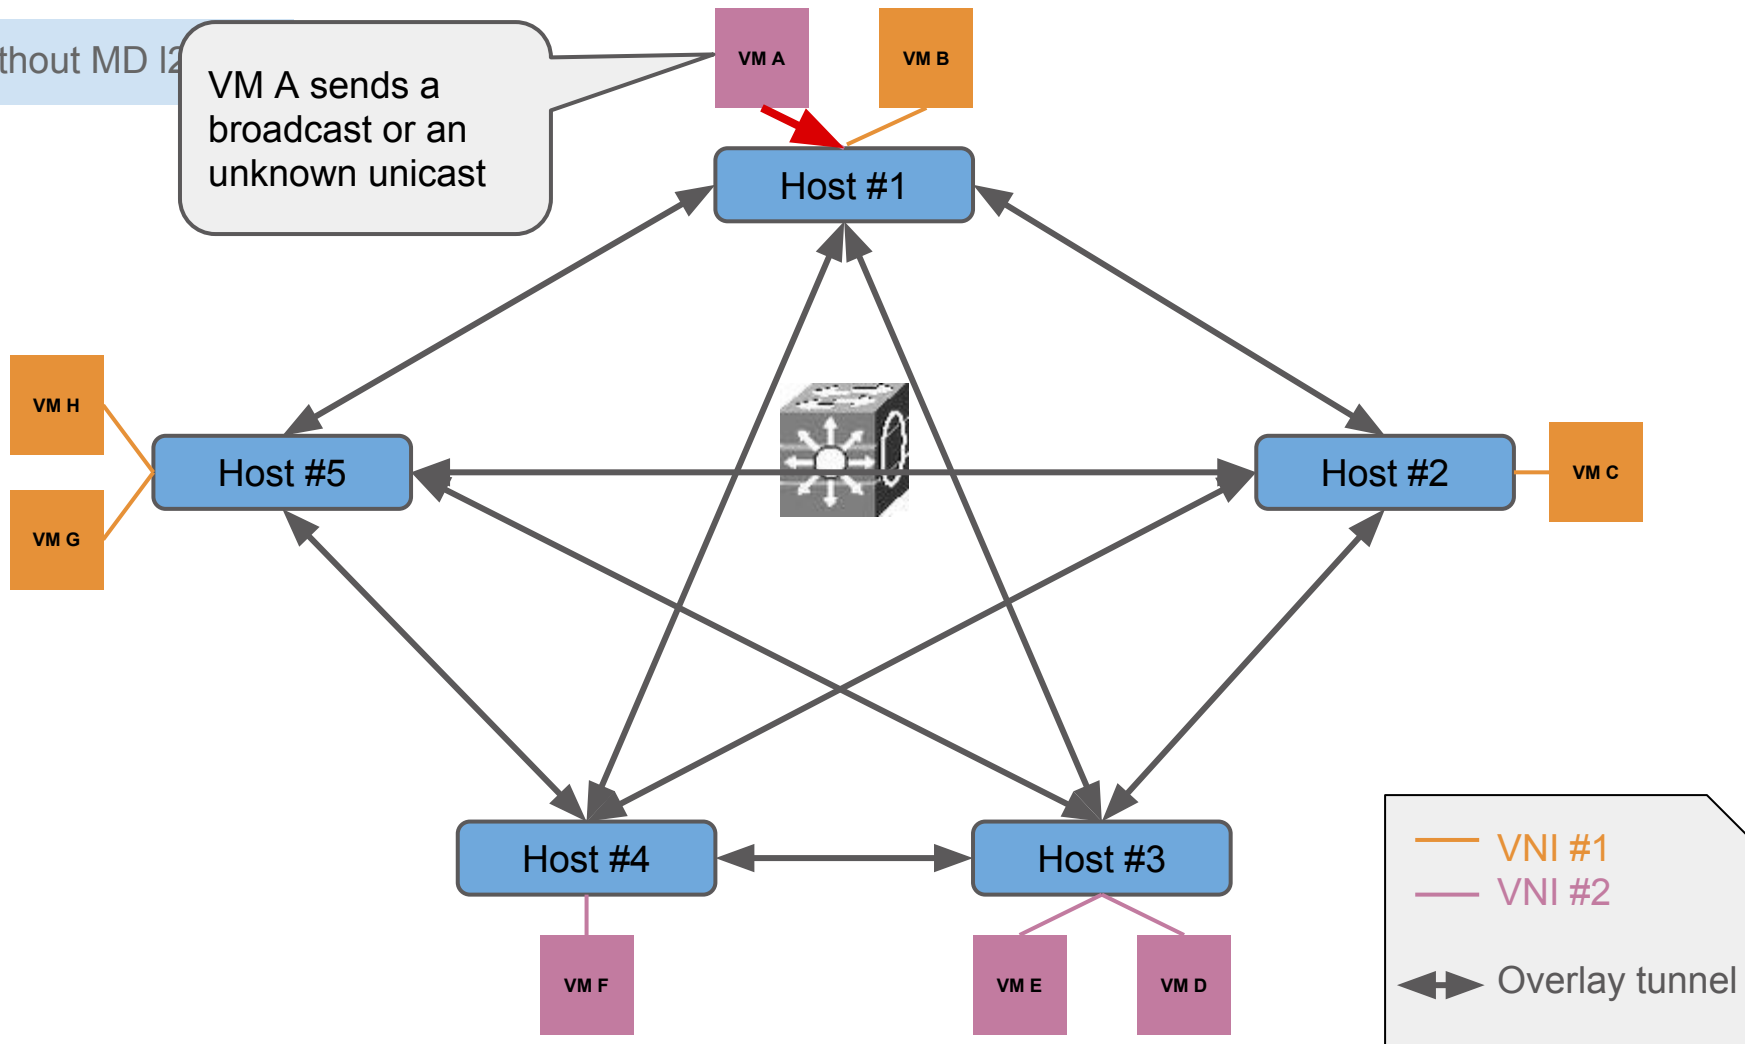 thout MD l2
VM A sends a
broadcast or an
unknown unicast
VM A
VM B
Host #1
VM H
VM G
Host #5
Host #2
VM C
Host #4
Host #3
VM F
VM E
VM D
VNI #1
VNI #2
Overlay tunnel